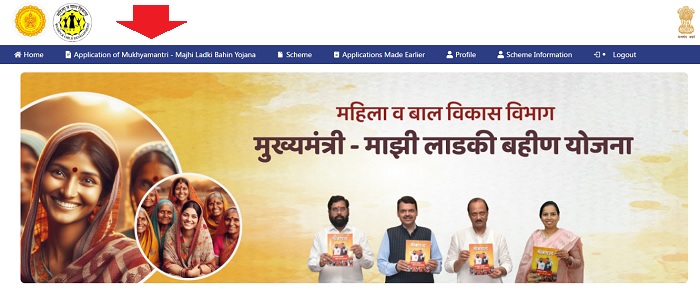 Home
Application of Mukhyamantri - Majhi Ladki Bahin Yojana
Scheme
Applications Made Earlier
Profile
Scheme Information
Logout
महिला व बाल विकास विभाग
मुख्यमंत्री - माझी लाडकी बहीण योजना